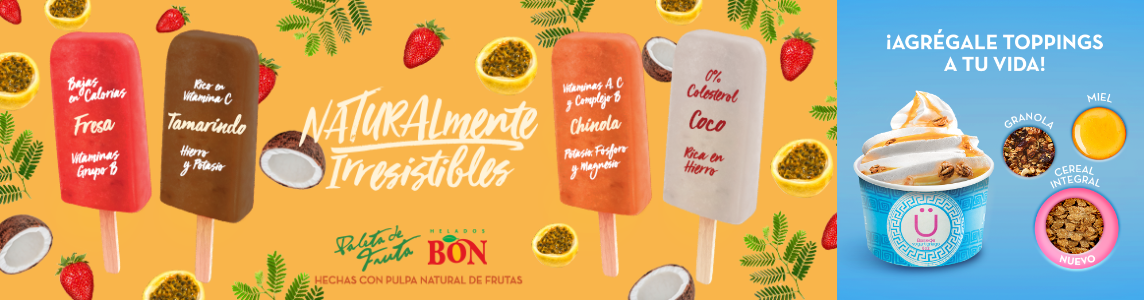 Bajas
en Calorías
Fresa
Vitaminas
Grupo B
Rico en
Vitamina C
Tamarindo
Hierro
y Potasio
NATURALmente
Irresistibles
Paleta de
Fruta
HELADOS
BON
HECHAS CON PULPA NATURAL DE FRUTAS
Vitaminas A, C
y Complejo B
Chinola
Potasio, Fósforo
y Magnesio
0%
Colesterol
Coco
Rica en
Hierro
¡AGRÉGALE TOPPINGS
A TU VIDA!
MIEL
GRANOLA
CEREAL
INTEGRAL
NUEVO
Ü